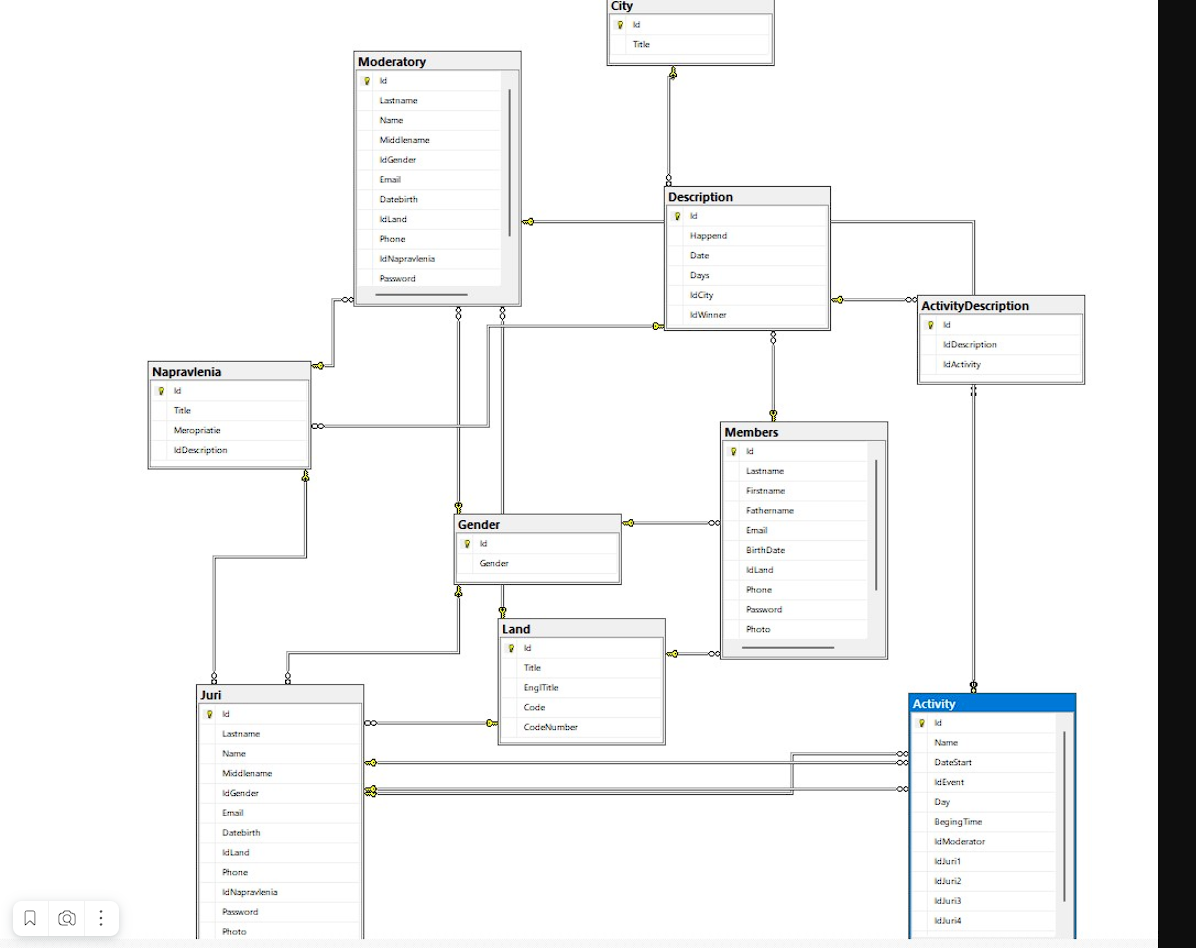 City
Id
Title
Moderatory
Id
Lastname
Name
Middlename
IdGender
Email
Datebirth
IdLand
Phone
IdNapravlenia
Password
Description
Id
Happend
Date
Days
IdCity
IdWinner
ActivityDescription
Id
IdDescription
IdActivity
Napravlenia
Id
Title
Meropriatie
IdDescription
Members
Id
Lastname
Firstname
Fathername
Email
BirthDate
IdLand
Phone
Password
Photo
Gender
Id
Gender
Land
Id
Title
EnglTitle
Code
CodeNumber
Juri
Id
Lastname
Name
Middlename
IdGender
Email
Datebirth
IdLand
Phone
IdNapravlenia
Password
Photo
Activity
Id
Name
DateStart
IdEvent
Day
BegingTime
IdModerator
IdJuri1
IdJuri2
IdJuri3
IdJuri4